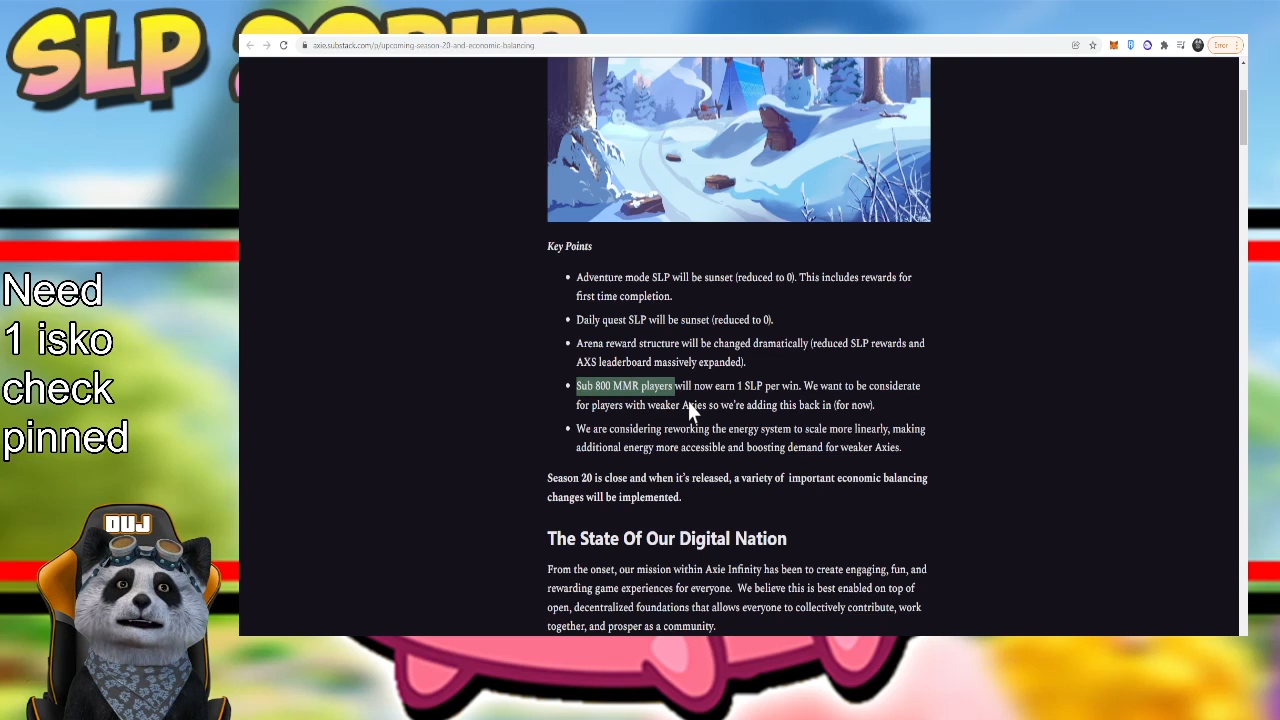 SLP
axie.substack.com/p/upcoming-season-20-and-economic-balancing
Error
Key Points
Adventure mode SLP will be sunset (reduced to 0). This includes rewards for
first time completion.
Daily quest SLP will be sunset (reduced to 0).
Arena reward structure will be changed dramatically (reduced SLP rewards and
AXS leaderboard massively expanded).
Sub 800 MMR players will now earn 1 SLP per win. We want to be considerate
for players with weaker Axies so we're adding this back in (for now).
We are considering reworking the energy system to scale more linearly, making
additional energy more accessible and boosting demand for weaker Axies.
Season 20 is close and when it's released, a variety of important economic balancing
changes will be implemented.
The State Of Our Digital Nation
From the onset, our mission within Axie Infinity has been to create engaging, fun, and
rewarding game experiences for everyone. We believe this is best enabled on top of
open, decentralized foundations that allows everyone to collectively contribute, work
together, and prosper as a community.
Need
1 isko
check
pinned
OUJ